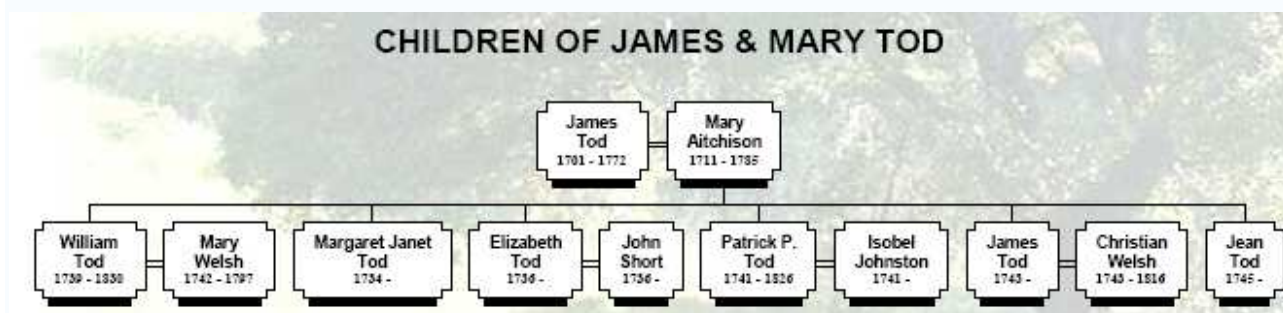 CHILDREN OF JAMES & MARY TOD
James
Tod
1701 - 1772
Mary
Aitchison
1711 - 1785
William
Tod
Mary
Welsh
1742 - 1797
Margaret Janet
Tod
1734 -
Elizabeth
Tod
1736 -
John
Short
1736 -
Patrick P.
Tod
1741 - 1826
Isobel
Johnston
1741 -
James
Tod
1743 -
Christian
Welsh
1743 - 1816
Jean
Tod
1745 -